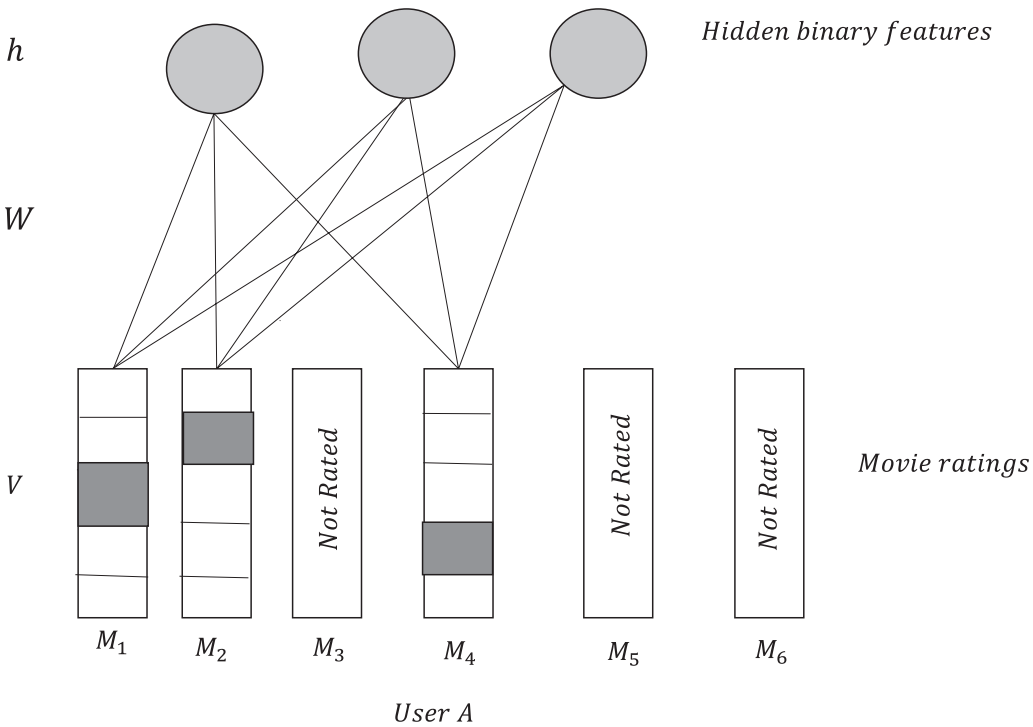 h
Hidden binary features
W
V
Not Rated
Not Rated
Not Rated
Movie ratings
M₁
M₂
M₃
M₄
M₅
M₆
User A